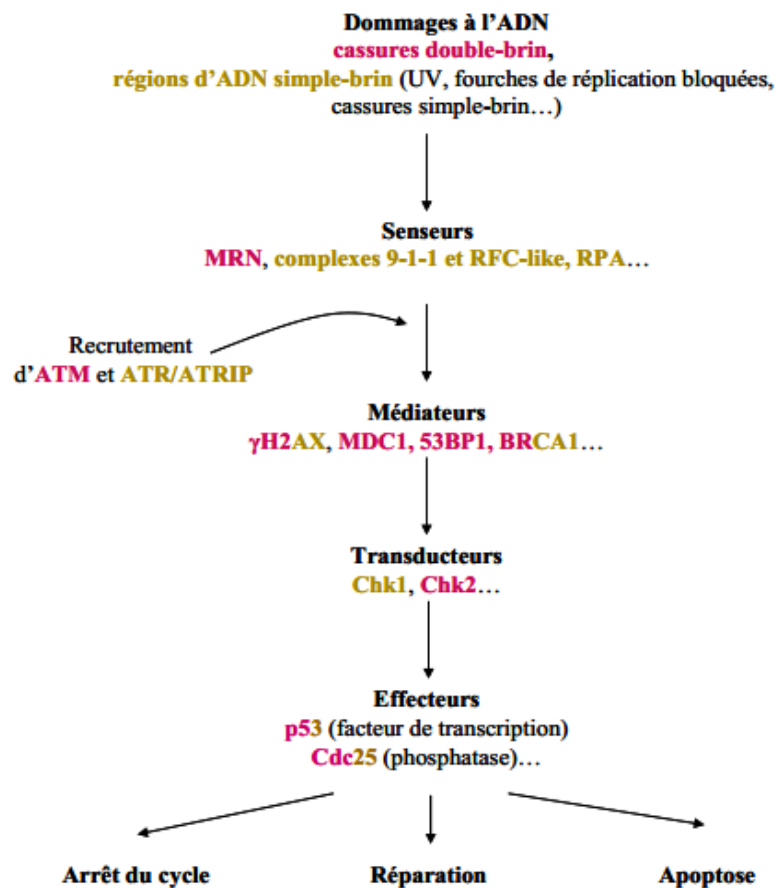 Dommages à l’ADN
cassures double-brin,
régions d’ADN simple-brin (UV, fourches de réplication bloquées,
cassures simple-brin…)
Senseurs
MRN, complexes 9-1-1 et RFC-like, RPA…
Recrutement
d’ATM et ATR/ATRIP
Médiateurs
γH2AX, MDC1, 53BP1, BRCA1…
Transducteurs
Chk1, Chk2…
Effecteurs
p53 (facteur de transcription)
Cdc25 (phosphatase)…
Arrêt du cycle
Réparation
Apoptose